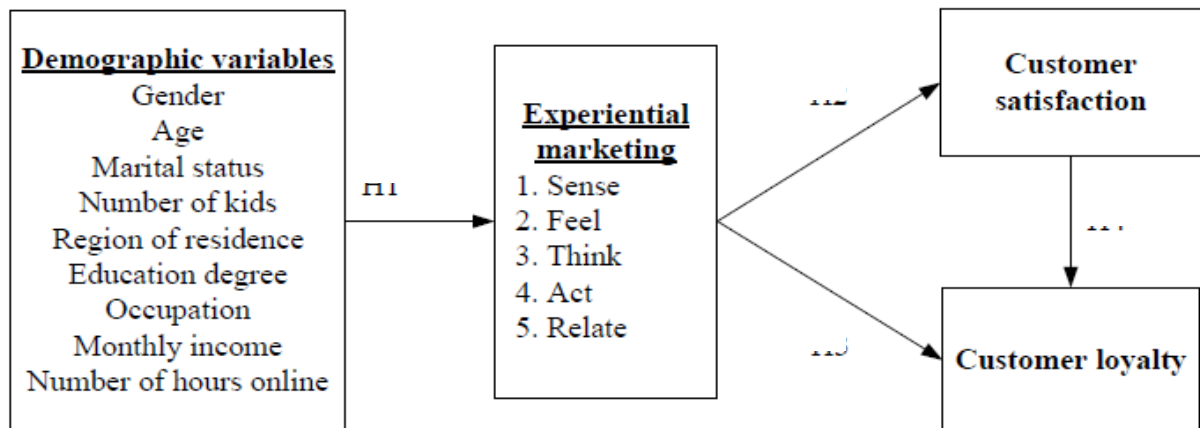 Demographic variables
Gender
Age
Marital status
Number of kids
Region of residence
Education degree
Occupation
Monthly income
Number of hours online
H1
Experiential
marketing
1. Sense
2. Feel
3. Think
4. Act
5. Relate
Customer
satisfaction
Customer loyalty